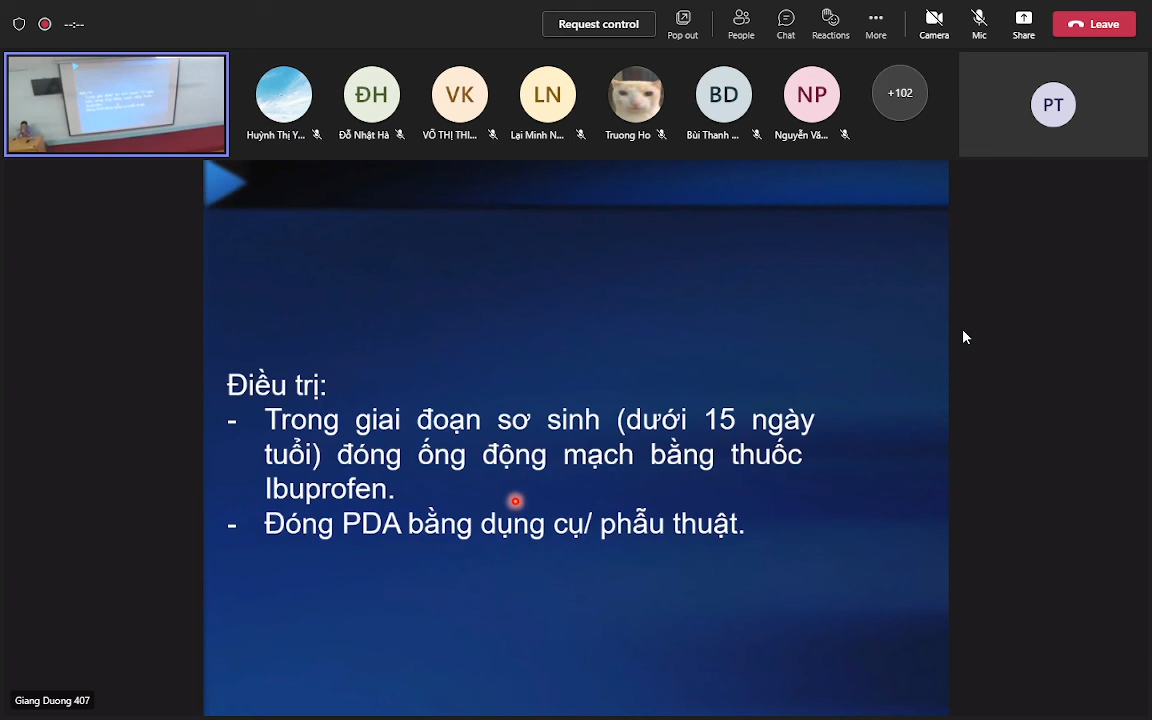 --:--
Request control
Pop out
People
Chat
Reactions
More
Camera
Mic
Share
Leave
ĐH
VK
LN
BD
NP
+102
PT
Huỳnh Thị Y...
Đỗ Nhật Hà
VÕ THỊ THI...
Lại Minh N...
Truong Ho
Bùi Thanh ...
Nguyễn Vă...
Điều trị:
- Trong giai đoạn sơ sinh (dưới 15 ngày
tuổi) đóng ống động mạch bằng thuốc
Ibuprofen.
- Đóng PDA bằng dụng cụ/ phẫu thuật.
Giang Duong 407